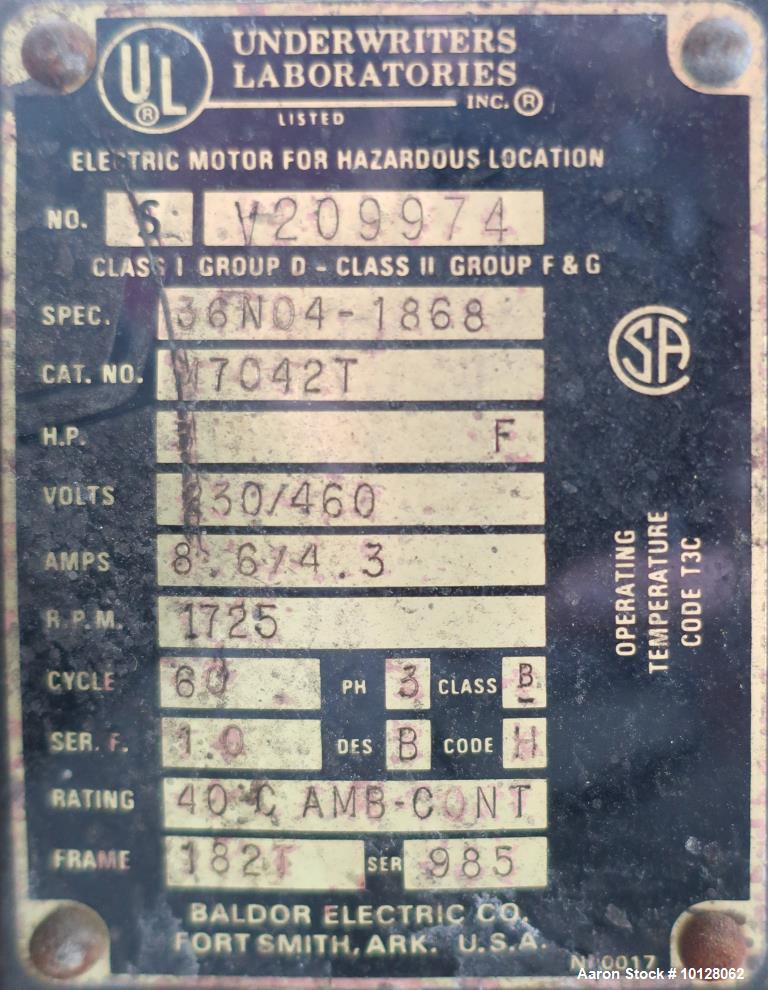 UL®
UNDERWRITERS
LABORATORIES
INC.®
LISTED
ELECTRIC MOTOR FOR HAZARDOUS LOCATION
NO. S V209974
CLASS I GROUP D - CLASS II GROUP F & G
SPEC. 36N04-1868
CSA
CAT. NO. M7042T
H.P. F
VOLTS 230/460
AMPS 8.6/4.3
R.P.M. 1725
OPERATING
TEMPERATURE
CODE T3C
CYCLE 60 PH 3 CLASS B
SER. F. 1.0 DES B CODE H
RATING 40°C AMB-CONT
FRAME 182T SER 985
BALDOR ELECTRIC CO.
FORT SMITH, ARK. U.S.A.
Aaron Stock # 10128062